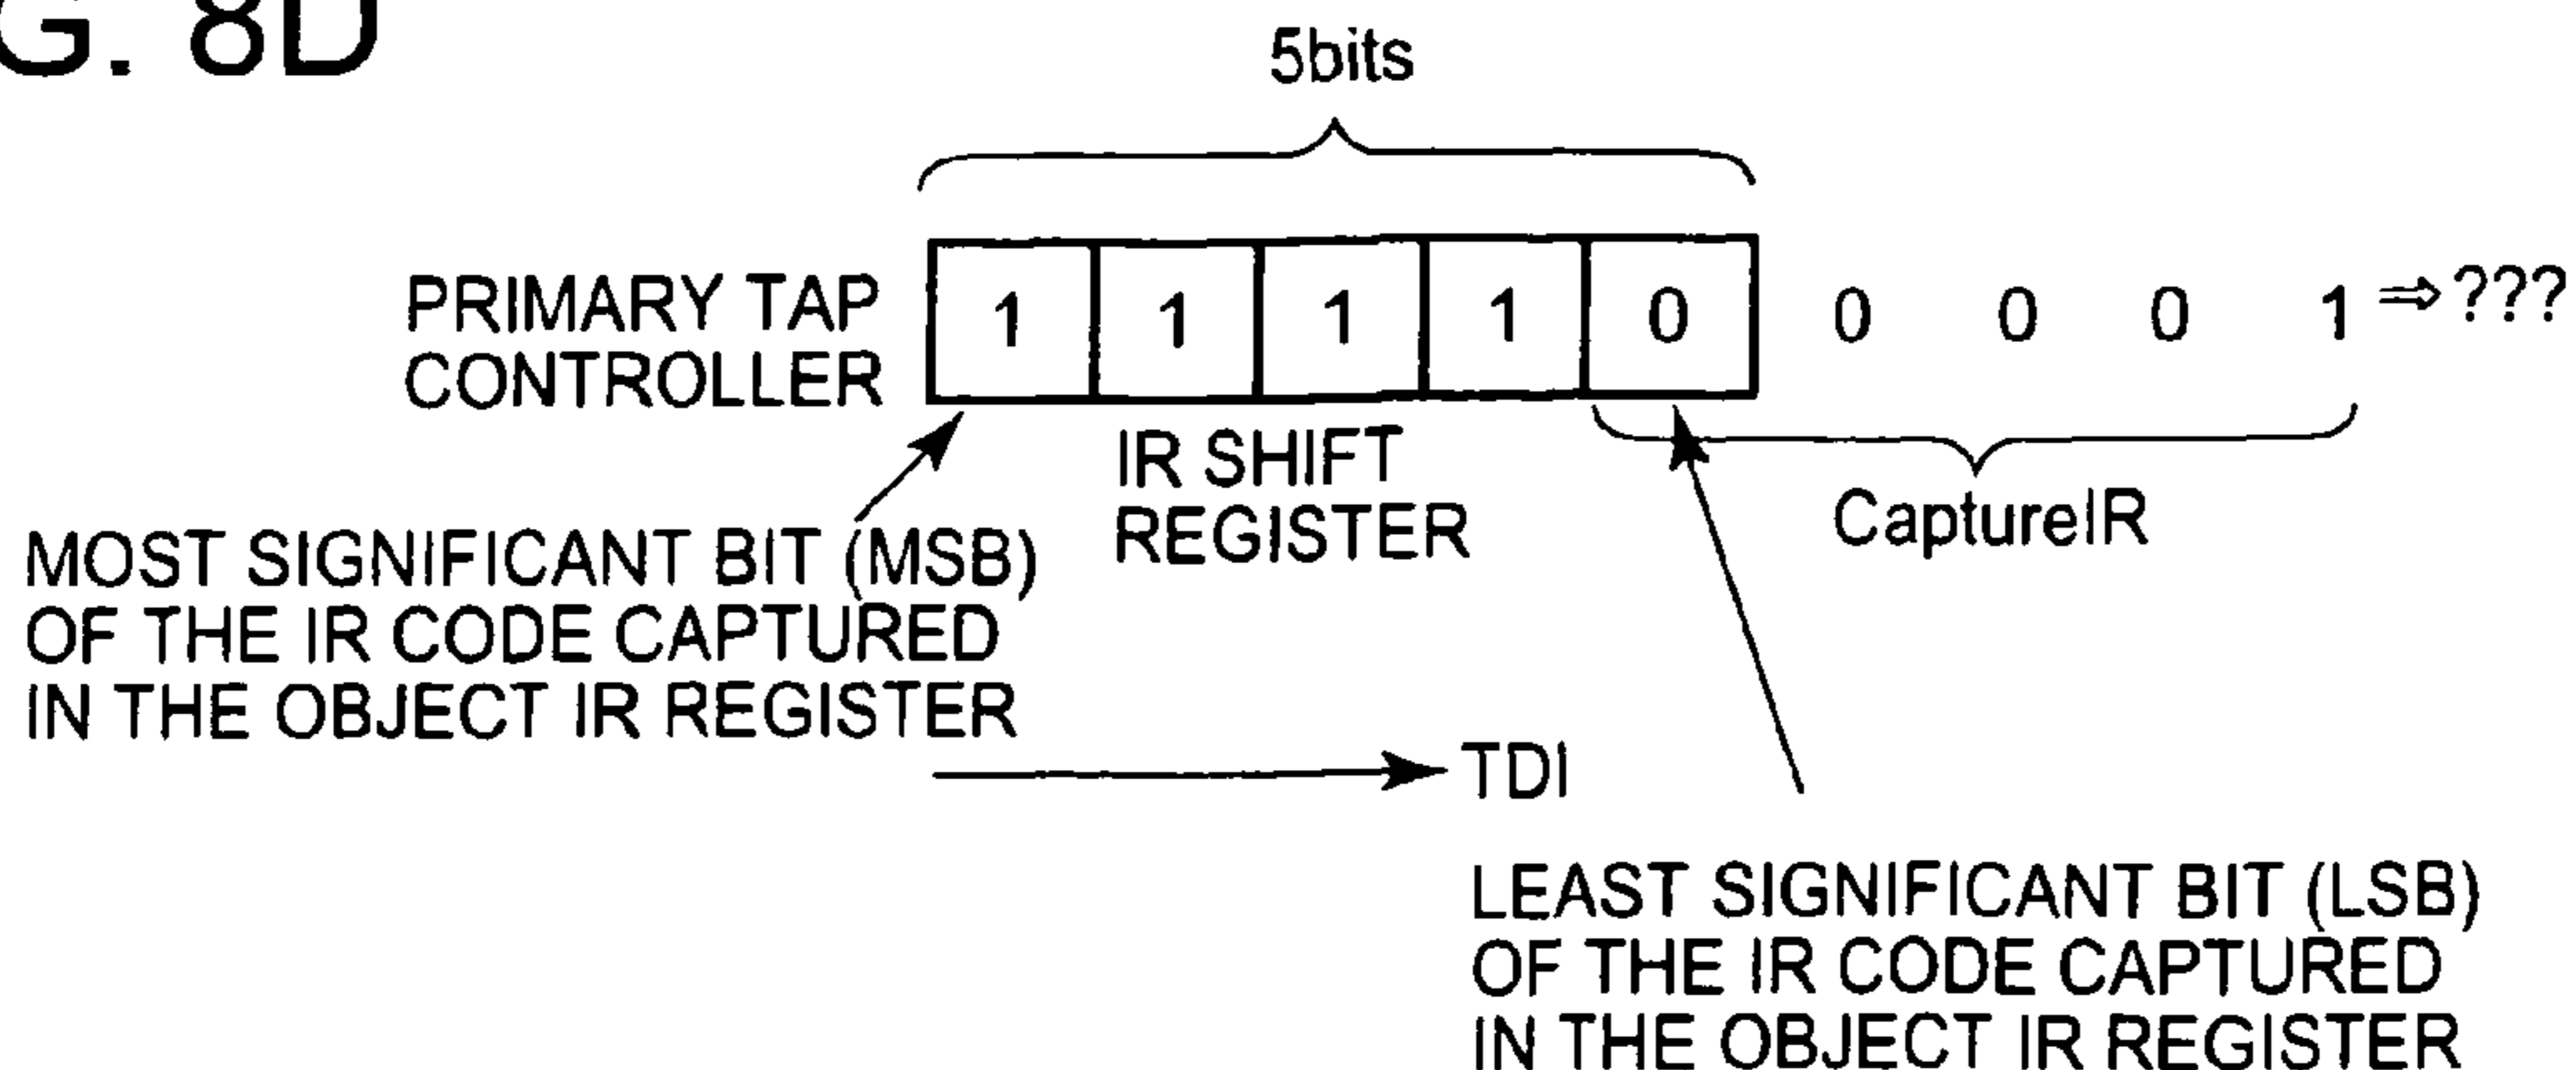 G. 8D
5bits
PRIMARY TAP
CONTROLLER
1 1 1 1 0 0 0 0 1 ⇒ ???
IR SHIFT
REGISTER
CaptureIR
MOST SIGNIFICANT BIT (MSB)
OF THE IR CODE CAPTURED
IN THE OBJECT IR REGISTER
TDI
LEAST SIGNIFICANT BIT (LSB)
OF THE IR CODE CAPTURED
IN THE OBJECT IR REGISTER